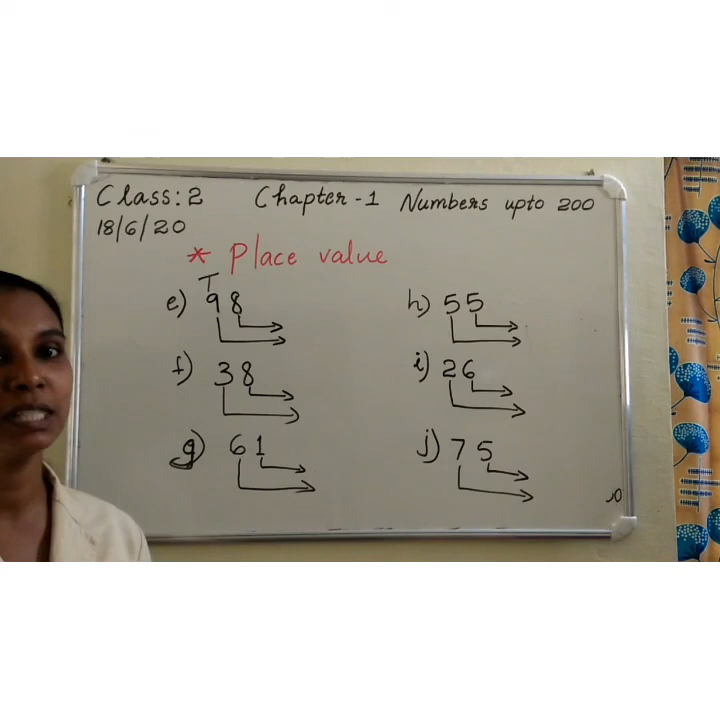 Class: 2 Chapter - 1 Numbers upto 200
18/6/20
* Place value
T
e) 98
h) 55
f) 38
i) 26
g) 61
j) 75